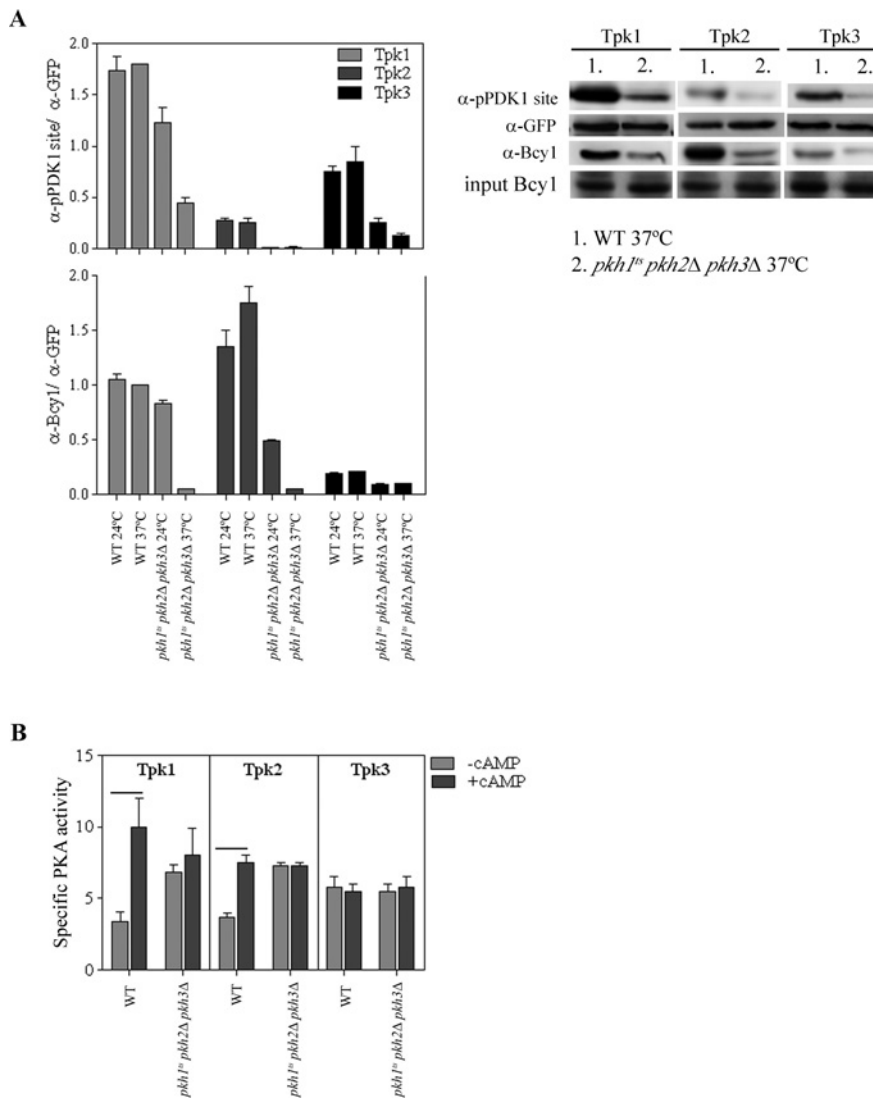 A
α-pPDK1 site/ α-GFP
2.0
1.5
1.0
0.5
0.0
Tpk1
Tpk2
Tpk3
α-Bcy1/ α-GFP
2.0
1.5
1.0
0.5
0.0
WT 24ºC
WT 37ºC
pkh1ᵗˢ pkh2Δ pkh3Δ 24ºC
pkh1ᵗˢ pkh2Δ pkh3Δ 37ºC
WT 24ºC
WT 37ºC
pkh1ᵗˢ pkh2Δ pkh3Δ 24ºC
pkh1ᵗˢ pkh2Δ pkh3Δ 37ºC
WT 24ºC
WT 37ºC
pkh1ᵗˢ pkh2Δ pkh3Δ 24ºC
pkh1ᵗˢ pkh2Δ pkh3Δ 37ºC
Tpk1 Tpk2 Tpk3
1. 2. 1. 2. 1. 2.
α-pPDK1 site
α-GFP
α-Bcy1
input Bcy1
1. WT 37ºC
2. pkh1ᵗˢ pkh2Δ pkh3Δ 37ºC
B
Specific PKA activity
15
10
5
0
Tpk1 Tpk2 Tpk3
-cAMP
+cAMP
WT
pkh1ᵗˢ pkh2Δ pkh3Δ
WT
pkh1ᵗˢ pkh2Δ pkh3Δ
WT
pkh1ᵗˢ pkh2Δ pkh3Δ